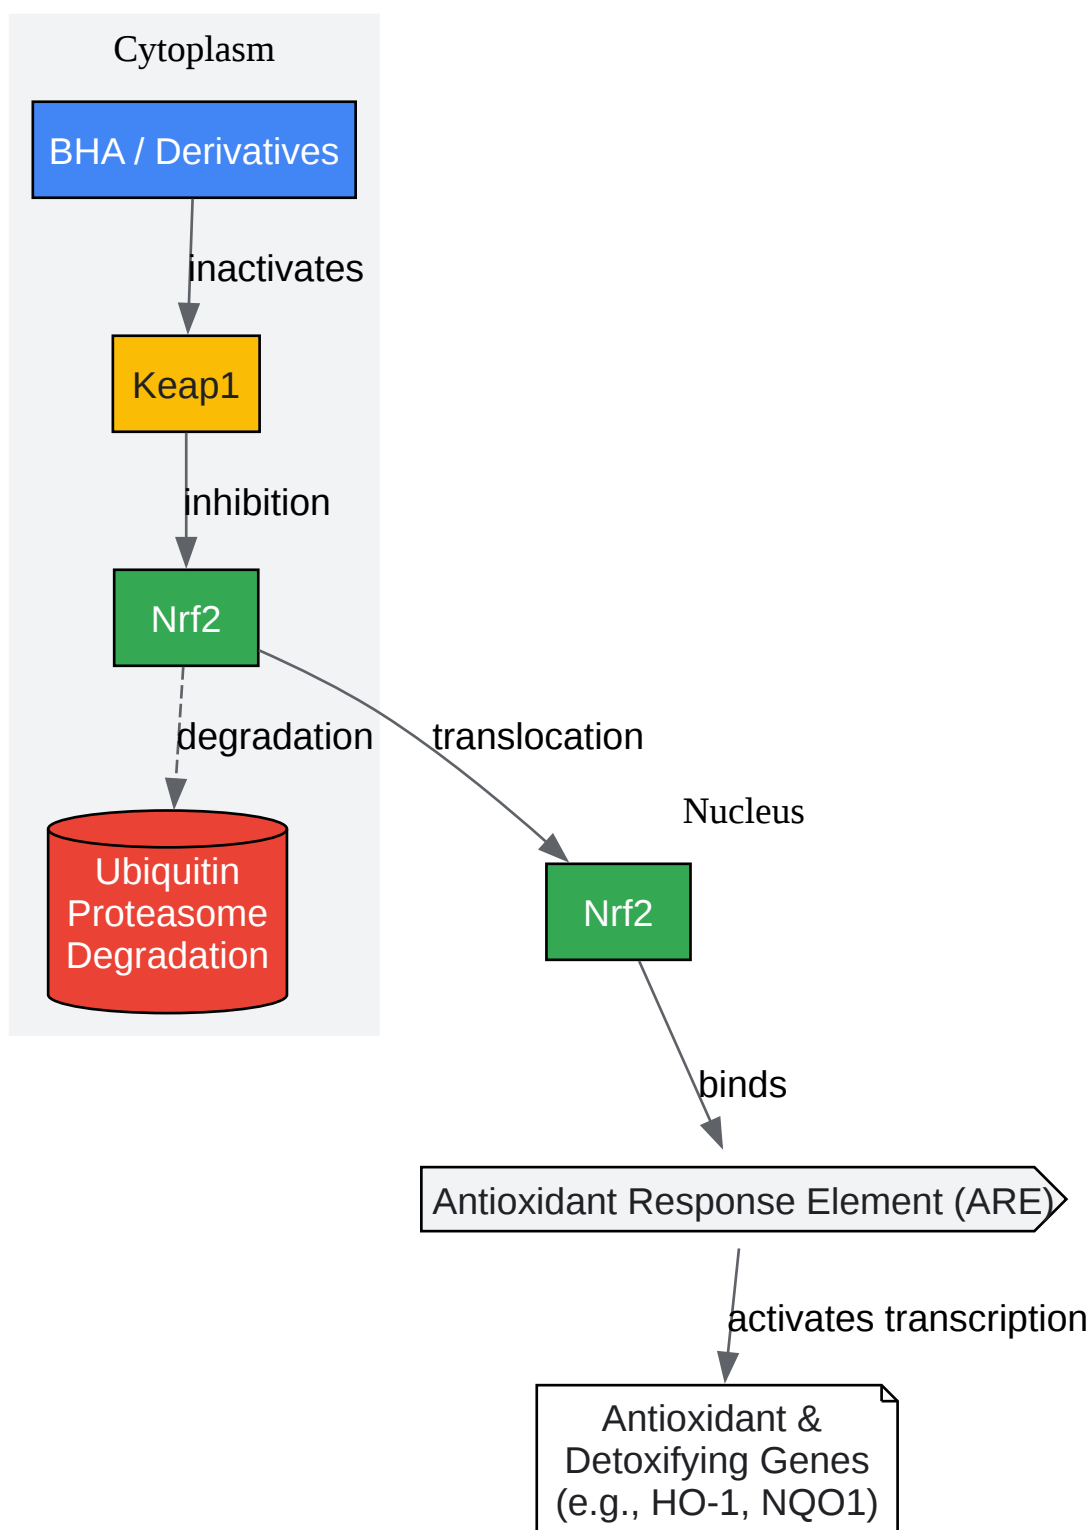 Cytoplasm
BHA / Derivatives
inactivates
Keap1
inhibition
Nrf2
degradation
translocation
Nucleus
Ubiquitin
Proteasome
Degradation
Nrf2
binds
Antioxidant Response Element (ARE)
activates transcription
Antioxidant &
Detoxifying Genes
(e.g., HO-1, NQO1)